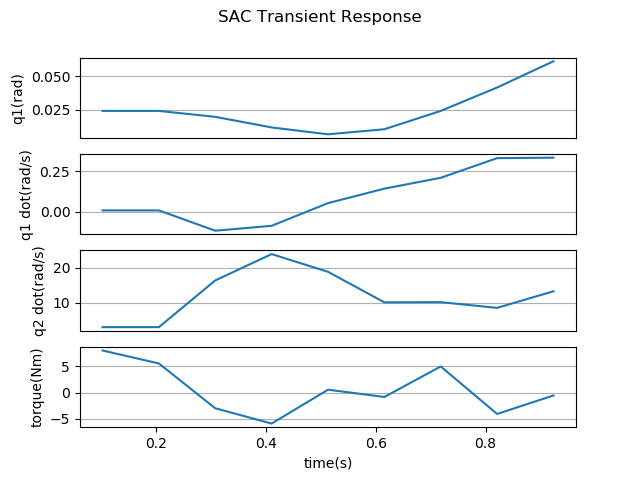 SAC Transient Response
q1(rad)
0.050
0.025
q1 dot(rad/s)
0.25
0.00
q2 dot(rad/s)
20
10
torque(Nm)
5
0
−5
0.2 0.4 0.6 0.8
time(s)